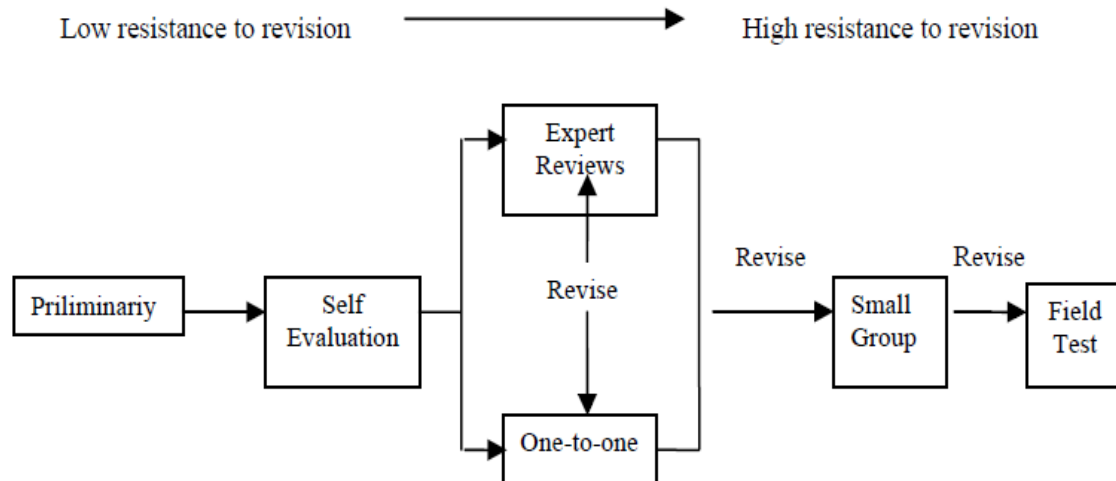 Low resistance to revision
High resistance to revision
Expert
Reviews
Revise
Revise
Revise
Priliminariy
Self
Evaluation
Small
Group
Field
Test
One-to-one